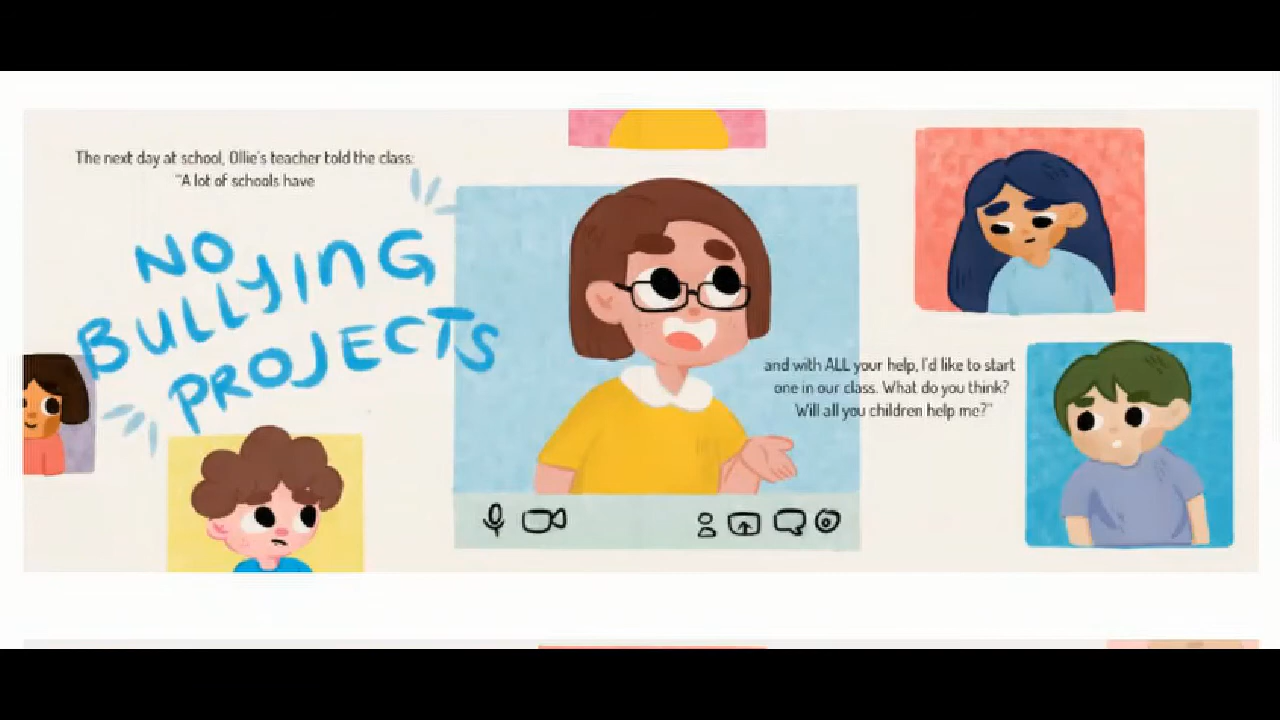 The next day at school, Ollie's teacher told the class:
"A lot of schools have
NO
BULLYING
PROJECTS
and with ALL your help, I'd like to start
one in our class. What do you think?
Will all you children help me?"